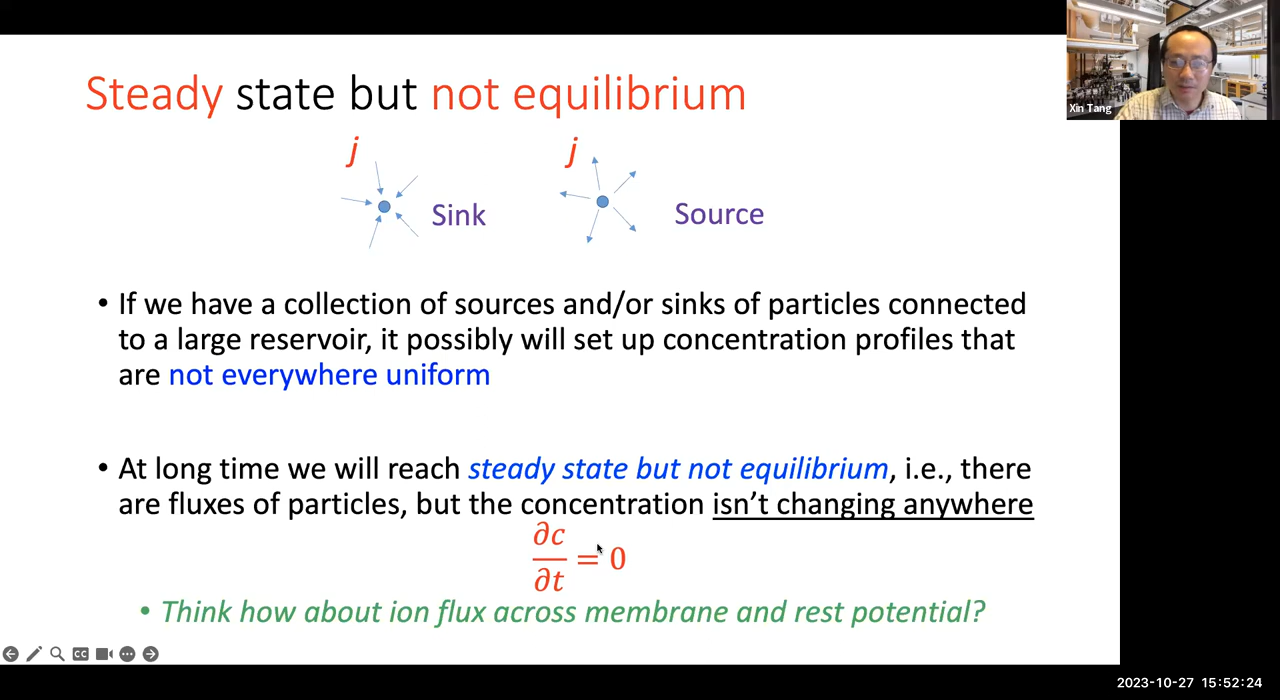 Xin Tang
Steady state but not equilibrium
j
j
Sink
Source
• If we have a collection of sources and/or sinks of particles connected
to a large reservoir, it possibly will set up concentration profiles that
are not everywhere uniform
• At long time we will reach steady state but not equilibrium, i.e., there
are fluxes of particles, but the concentration isn't changing anywhere
∂c/∂t = 0
• Think how about ion flux across membrane and rest potential?
CC
2023-10-27 15:52:24